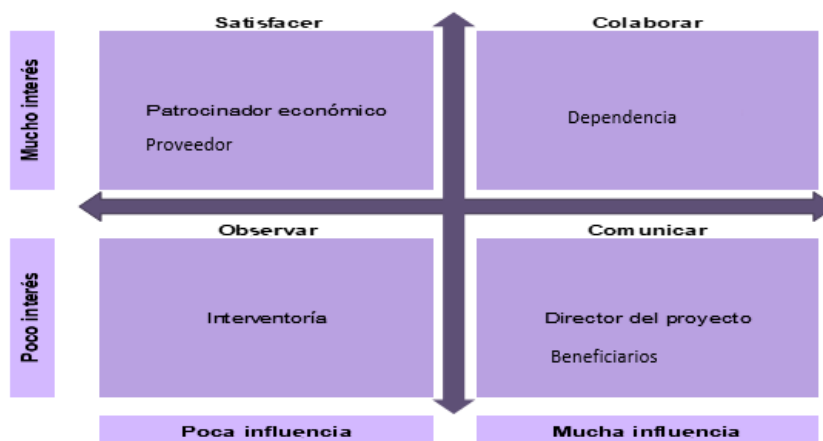 Satisfacer
Colaborar
Mucho interés
Patrocinador económico
Proveedor
Dependencia
Observar
Comunicar
Poco interés
Interventoría
Director del proyecto
Beneficiarios
Poca influencia
Mucha influencia